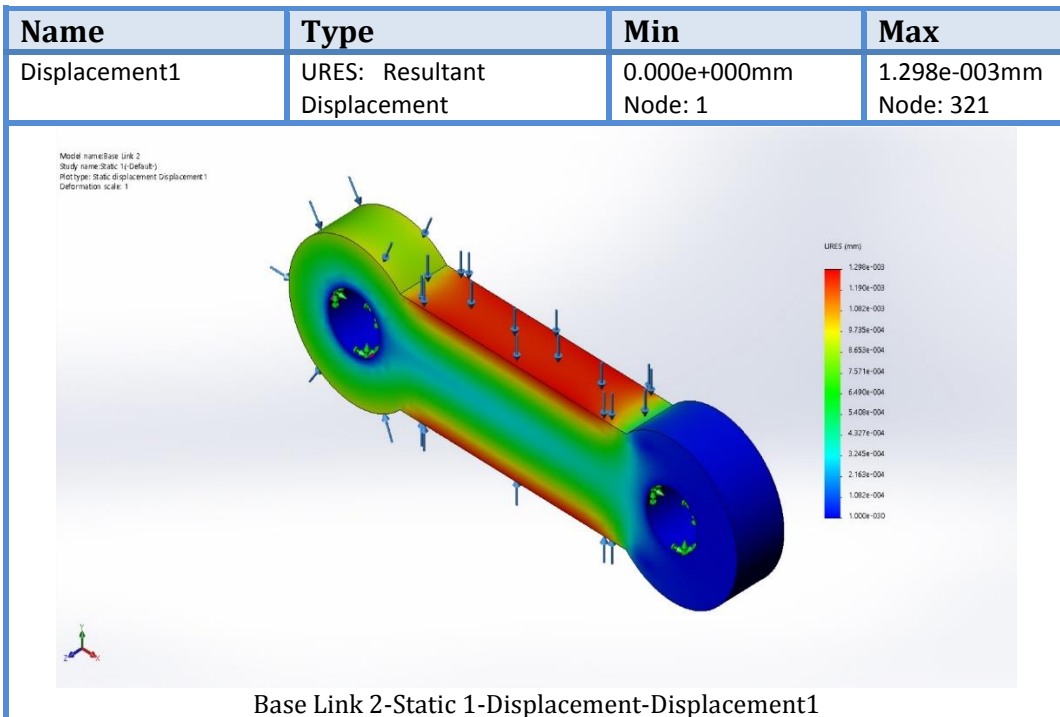 Name Type Min Max
Displacement1 URES: Resultant Displacement 0.000e+000mm Node: 1 1.298e-003mm Node: 321
Model name:Base Link 2
Study name:Static 1(-Default-)
Plot type: Static displacement Displacement1
Deformation scale: 1
URES (mm)
1.298e-003
1.190e-003
1.082e-003
9.735e-004
8.653e-004
7.571e-004
6.490e-004
5.408e-004
4.327e-004
3.245e-004
2.163e-004
1.082e-004
1.000e-030
Y
Z X
Base Link 2-Static 1-Displacement-Displacement1